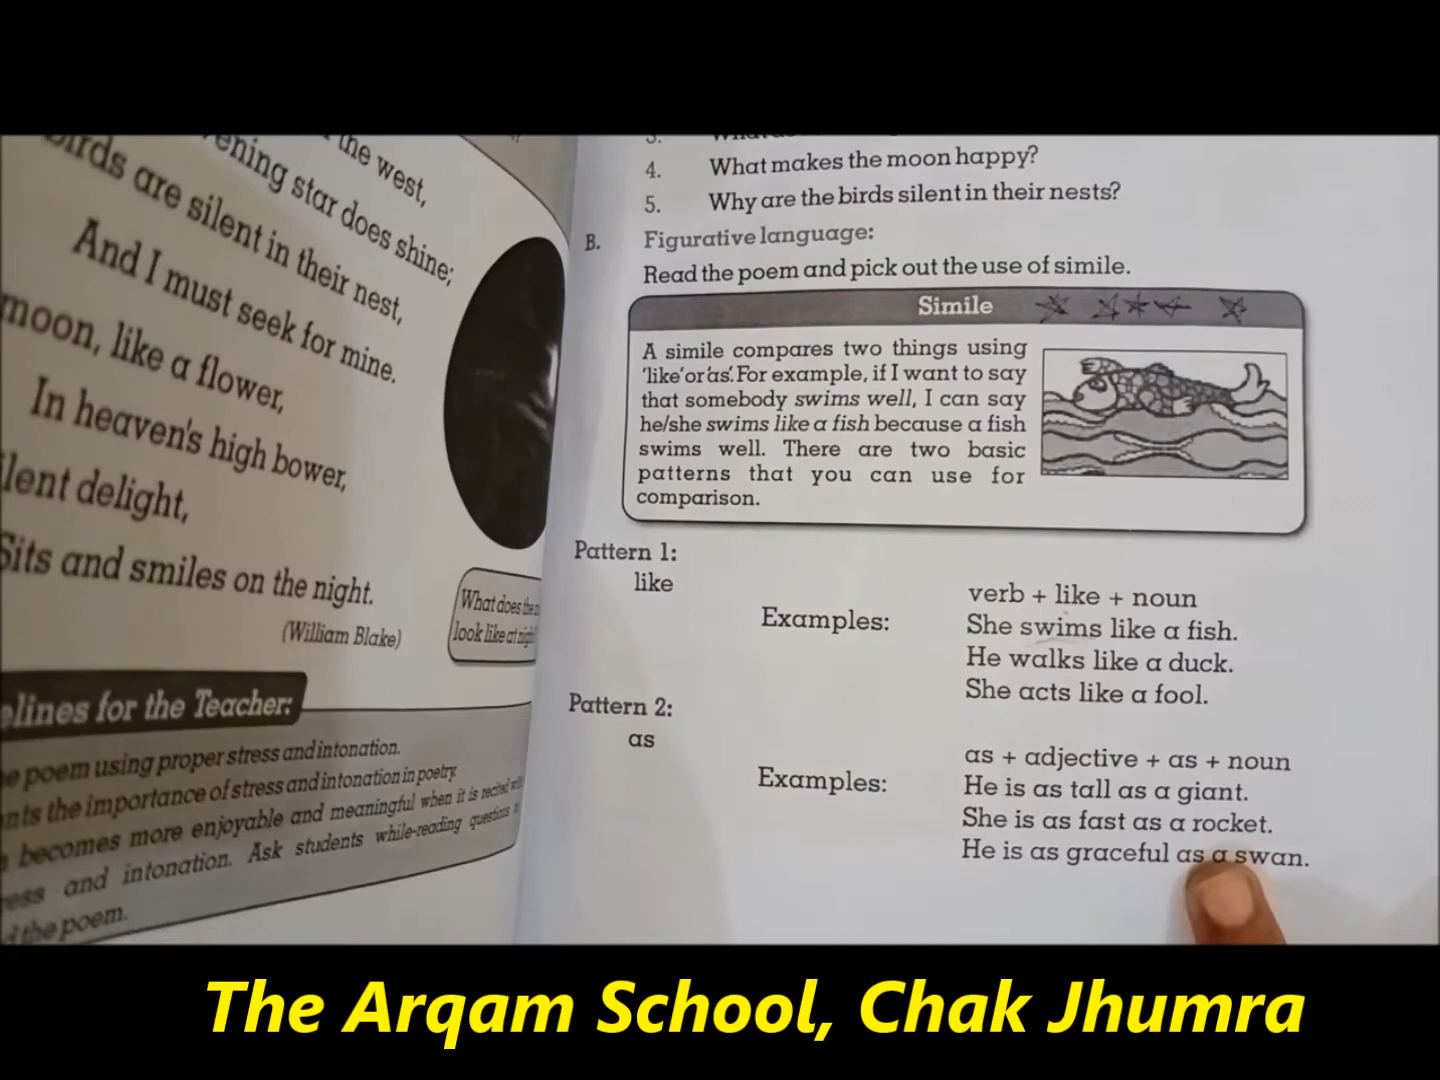 the west,
evening star does shine;
birds are silent in their nest,
And I must seek for mine.
moon, like a flower,
In heaven's high bower,
silent delight,
Sits and smiles on the night.
(William Blake)
What does the
look like at night
elines for the Teacher:
e poem using proper stress and intonation.
nts the importance of stress and intonation in poetry.
becomes more enjoyable and meaningful when it is recited
ress and intonation. Ask students while-reading questions
the poem.
3.
4. What makes the moon happy?
5. Why are the birds silent in their nests?
B. Figurative language:
Read the poem and pick out the use of simile.
Simile
A simile compares two things using
'like' or 'as'. For example, if I want to say
that somebody swims well, I can say
he/she swims like a fish because a fish
swims well. There are two basic
patterns that you can use for
comparison.
Pattern 1:
like
verb + like + noun
Examples: She swims like a fish.
He walks like a duck.
She acts like a fool.
Pattern 2:
as
as + adjective + as + noun
Examples: He is as tall as a giant.
She is as fast as a rocket.
He is as graceful as a swan.
The Arqam School, Chak Jhumra